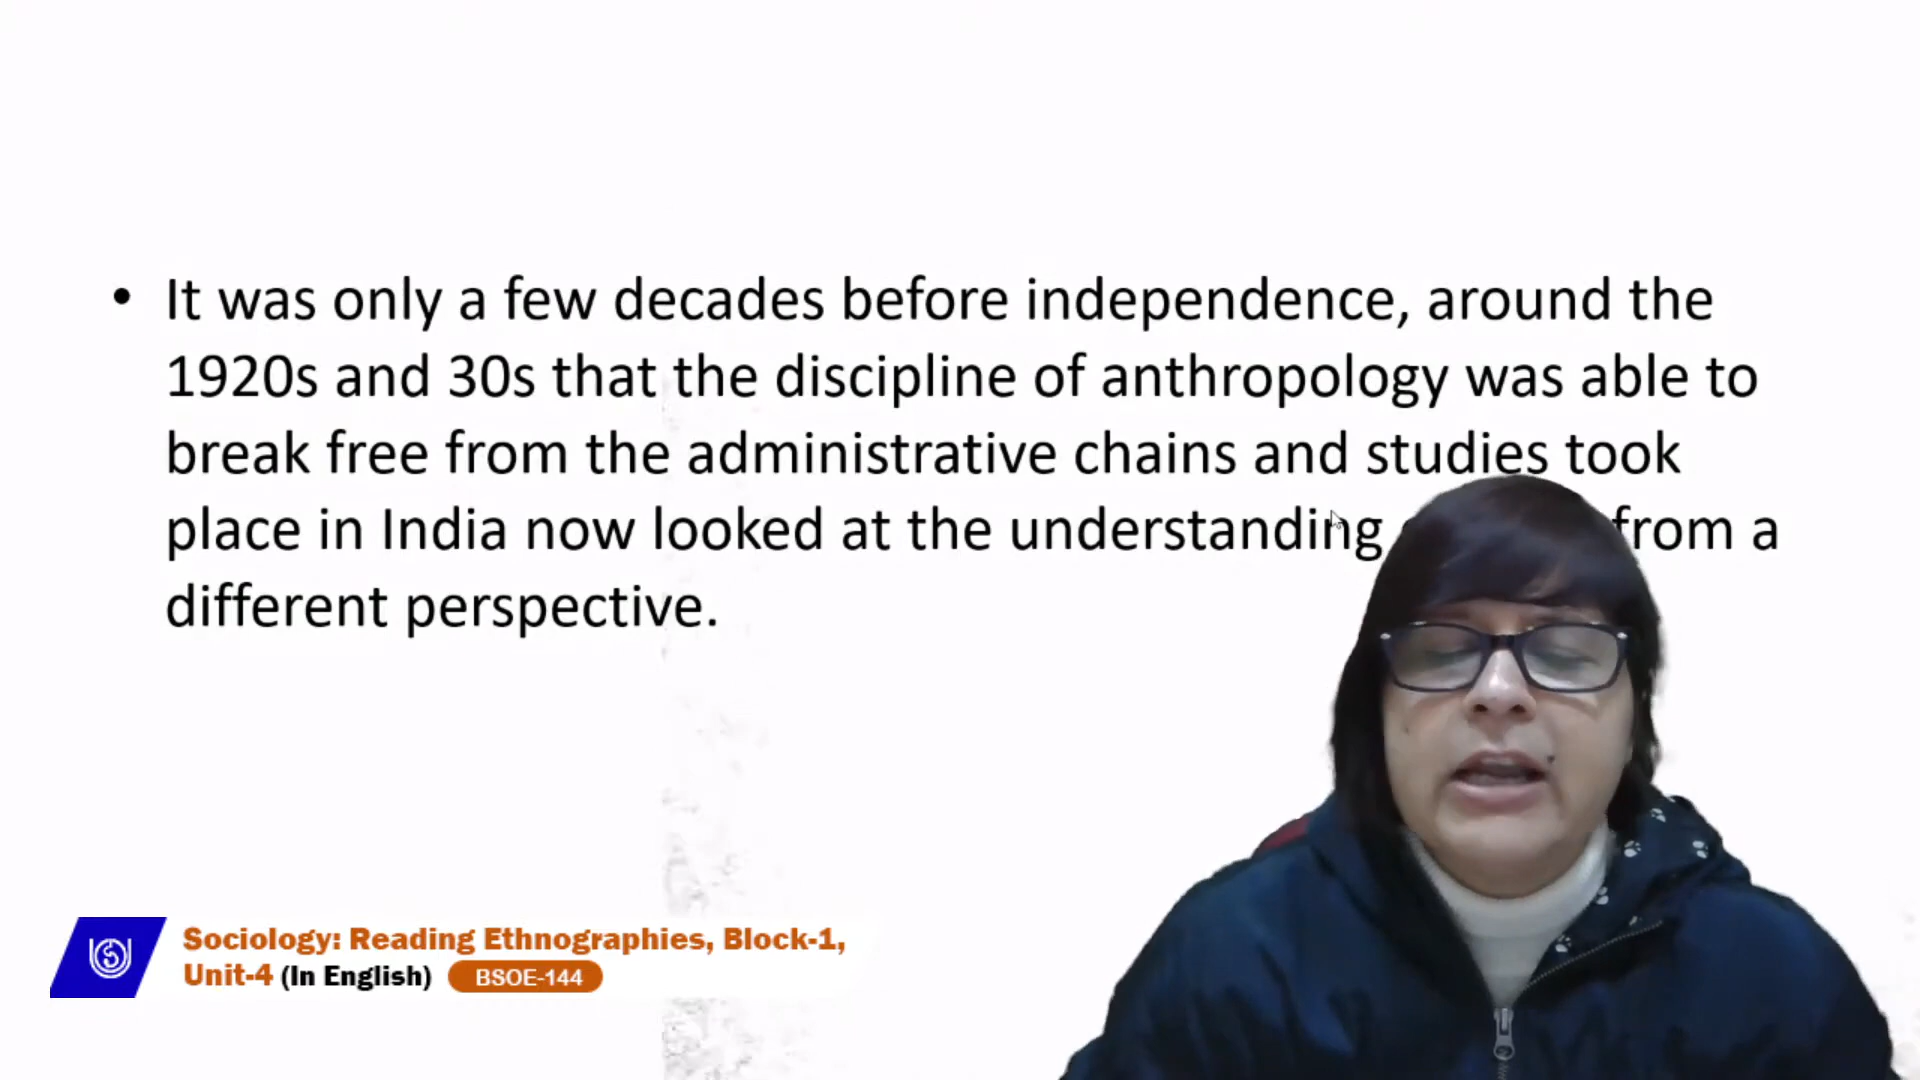 • It was only a few decades before independence, around the
1920s and 30s that the discipline of anthropology was able to
break free from the administrative chains and studies took
place in India now looked at the understanding from a
different perspective.
Sociology: Reading Ethnographies, Block-1,
Unit-4 (In English) BSOE-144